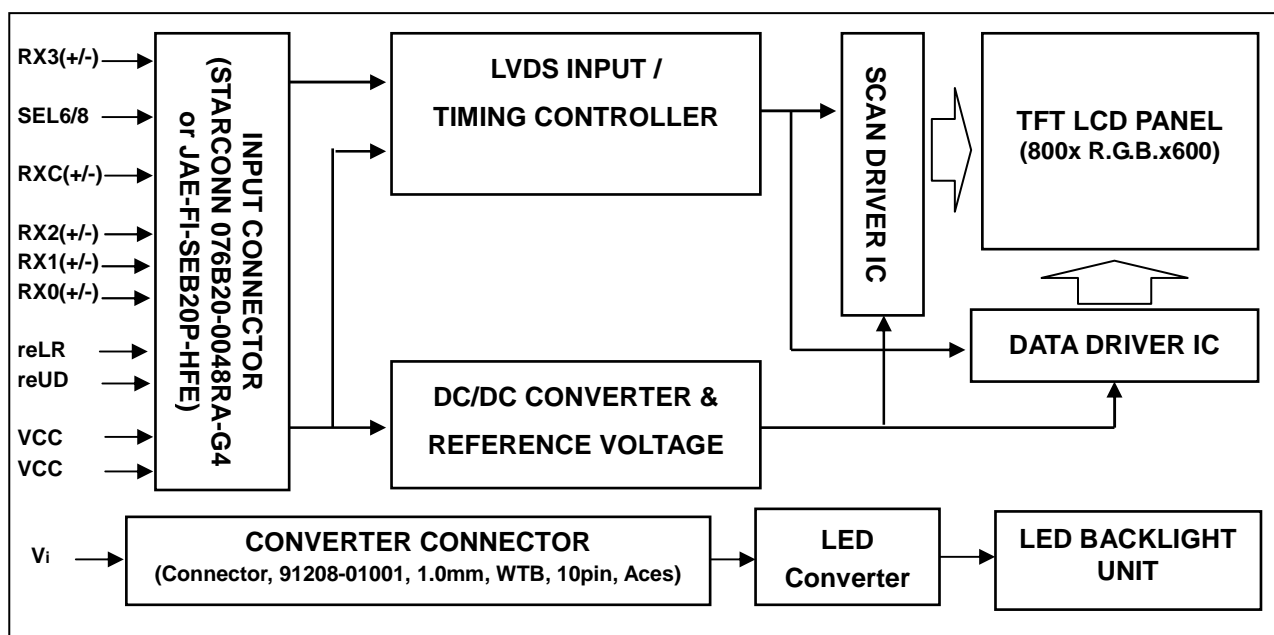 RX3(+/-)
SEL6/8
RXC(+/-)
RX2(+/-)
RX1(+/-)
RX0(+/-)
reLR
reUD
VCC
VCC
INPUT CONNECTOR
(STARCONN 076B20-0048RA-G4
or JAE-FI-SEB20P-HFE)
LVDS INPUT /
TIMING CONTROLLER
SCAN DRIVER IC
TFT LCD PANEL
(800x R.G.B.x600)
DATA DRIVER IC
DC/DC CONVERTER &
REFERENCE VOLTAGE
Vi
CONVERTER CONNECTOR
(Connector, 91208-01001, 1.0mm, WTB, 10pin, Aces)
LED
Converter
LED BACKLIGHT
UNIT